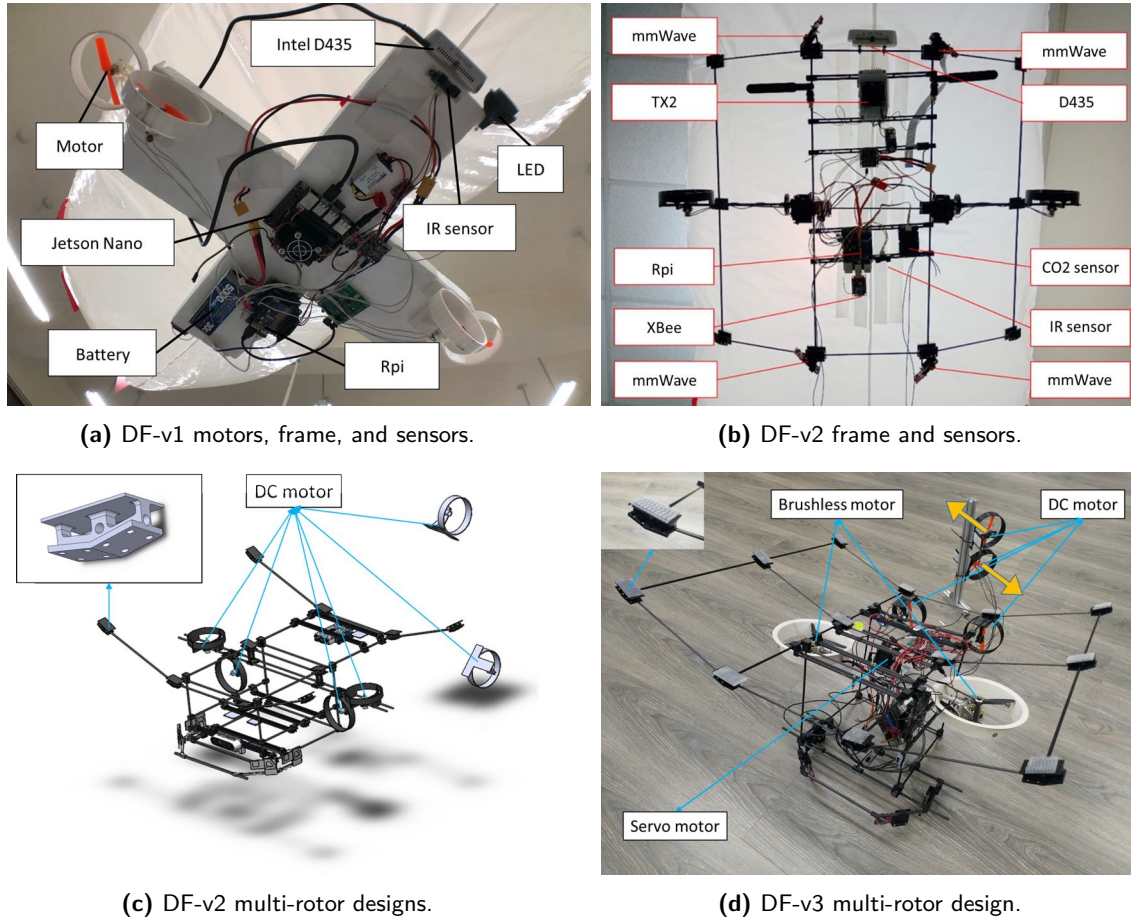 Intel D435
Motor
LED
Jetson Nano
IR sensor
Battery
Rpi
(a) DF-v1 motors, frame, and sensors.
mmWave
mmWave
TX2
D435
Rpi
CO2 sensor
XBee
IR sensor
mmWave
mmWave
(b) DF-v2 frame and sensors.
DC motor
(c) DF-v2 multi-rotor designs.
Brushless motor
DC motor
Servo motor
(d) DF-v3 multi-rotor design.